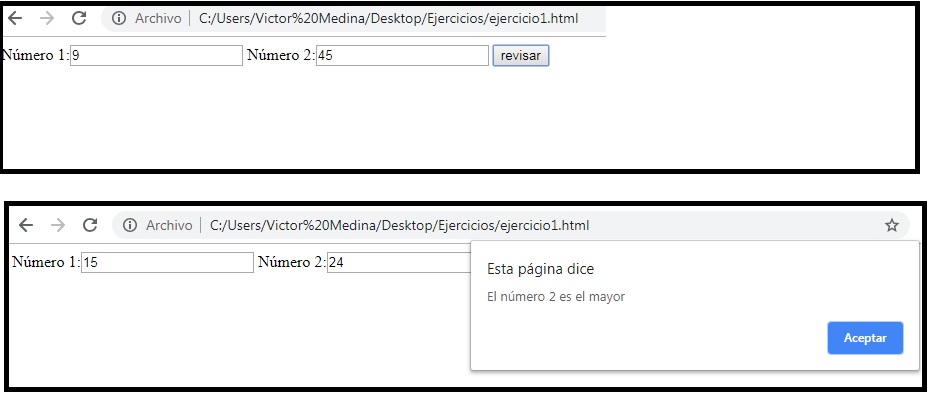 Archivo | C:/Users/Victor%20Medina/Desktop/Ejercicios/ejercicio1.html
Número 1: 9 Número 2: 45 revisar
Archivo | C:/Users/Victor%20Medina/Desktop/Ejercicios/ejercicio1.html
Número 1: 15 Número 2: 24
Esta página dice
El número 2 es el mayor
Aceptar